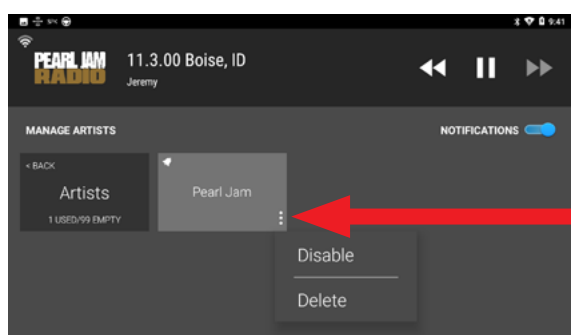 9:41
PEARL JAM
RADIO
11.3.00 Boise, ID
Jeremy
MANAGE ARTISTS
NOTIFICATIONS
< BACK
Artists
1 USED/99 EMPTY
Pearl Jam
Disable
Delete